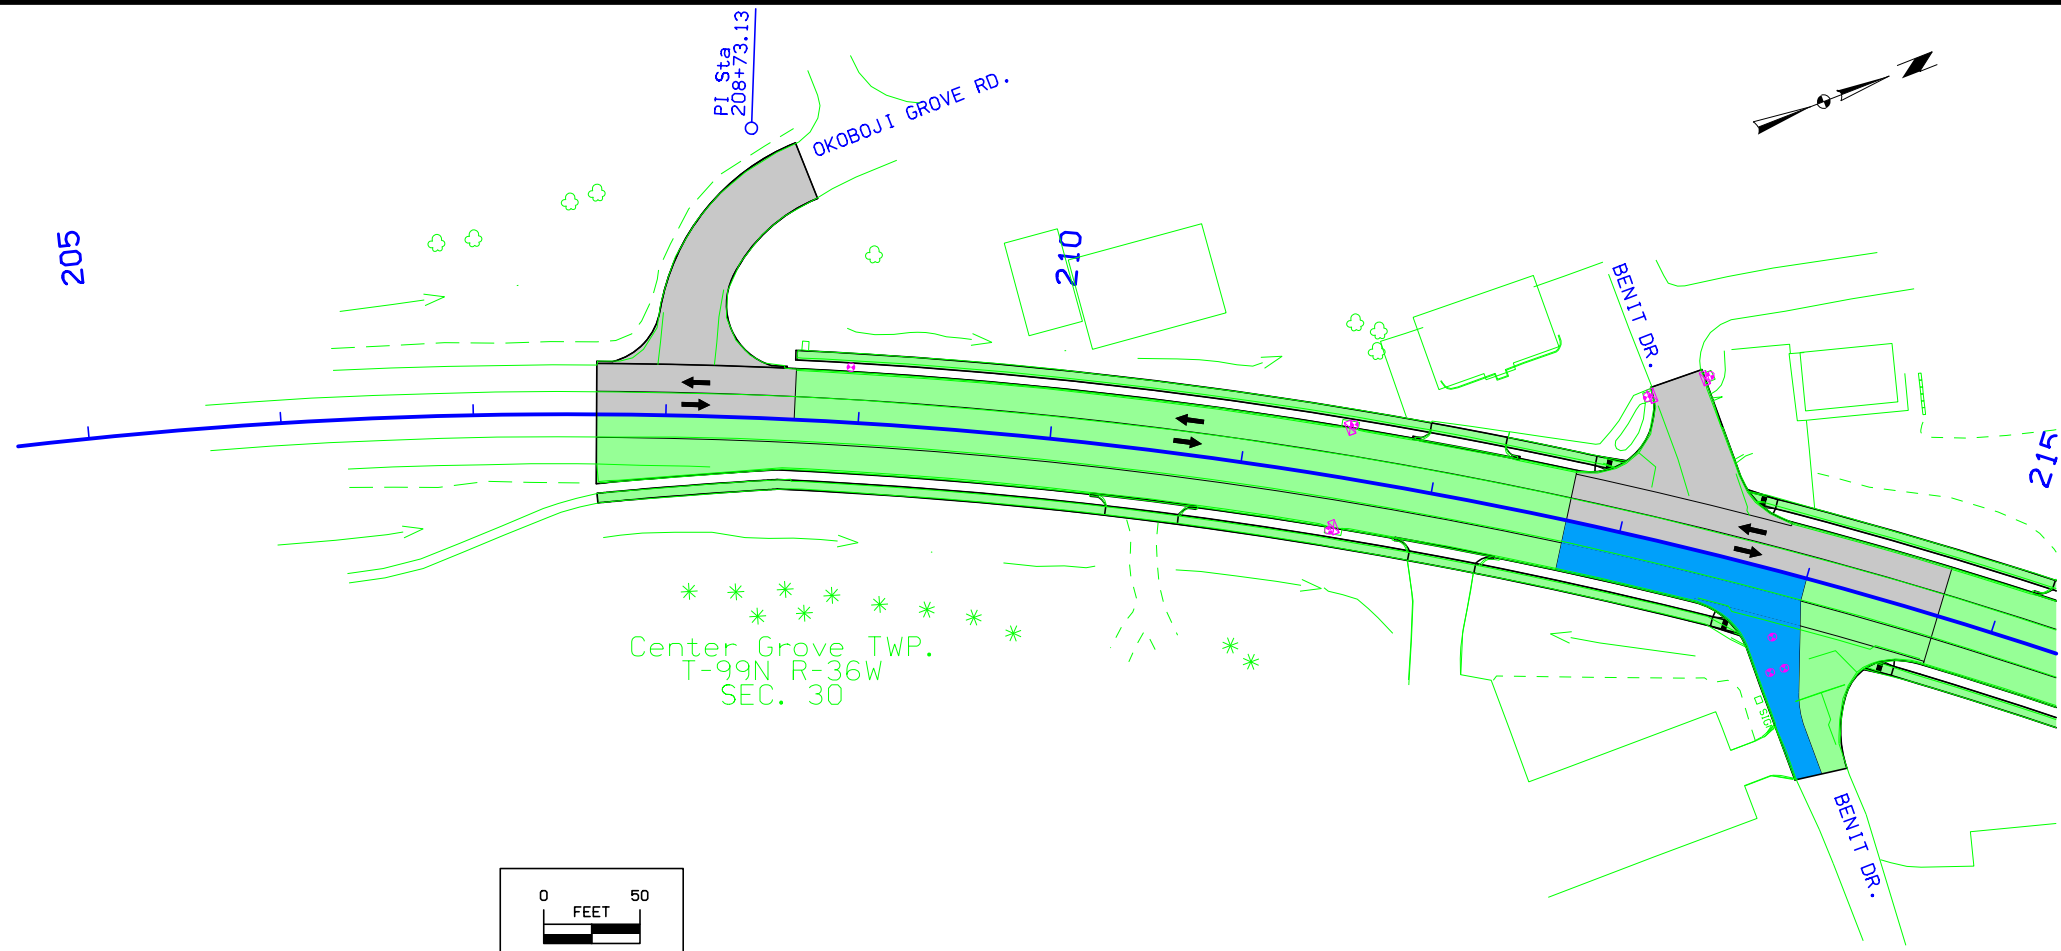 PI Sta
208+73.13
OKOBOJI GROVE RD.
205
210
BENIT DR.
215
Center Grove TWP.
T-99N R-36W
SEC. 30
BENIT DR.
0 50
FEET
N